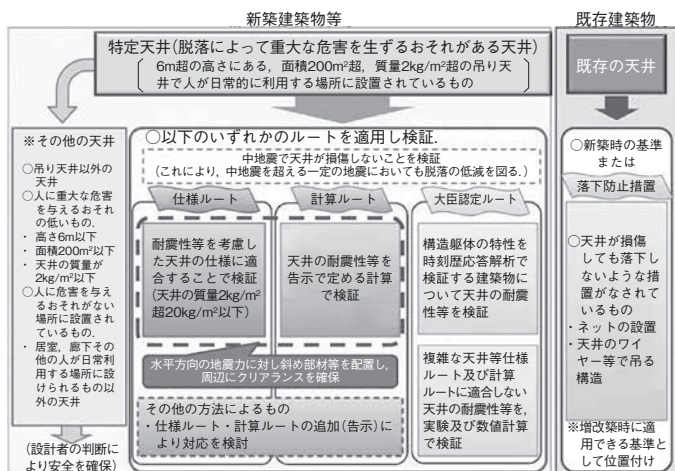 新築建築物等
既存建築物
特定天井(脱落によって重大な危害を生ずるおそれがある天井)
6m超の高さにある，面積200m²超，質量2kg/m²超の吊り天
井で人が日常的に利用する場所に設置されているもの
既存の天井
※その他の天井
○吊り天井以外の
天井
○人に重大な危害
を与えるおそれ
の低いもの．
・ 高さ6m以下
・ 面積200m²以下
・ 天井の質量が
2kg/m²以下
○人に危害を与え
るおそれがない
場所に設置され
ているもの．
・ 居室，廊下その
他の人が日常利
用する場所に設
けられるもの以
外の天井
(設計者の判断に
より安全を確保)
○以下のいずれかのルートを適用し検証．
中地震で天井が損傷しないことを検証
(これにより，中地震を超える一定の地震においても脱落の低減を図る．)
仕様ルート
耐震性等を考慮し
た天井の仕様に適
合することで検証
(天井の質量2kg/m²
超20kg/m²以下)
計算ルート
天井の耐震性等を
告示で定める計算
で検証
水平方向の地震力に対し斜め部材等を配置し，
周辺にクリアランスを確保
その他の方法によるもの
・仕様ルート・計算ルートの追加(告示)に
より対応を検討
大臣認定ルート
構造躯体の特性を
時刻歴応答解析で
検証する建築物に
ついて天井の耐震
性等を検証
複雑な天井等仕様
ルート及び計算
ルートに適合しない
天井の耐震性等を，
実験及び数値計算
で検証
○新築時の基準
または
落下防止措置
○天井が損傷
しても落下し
ないような措
置がなされて
いるもの
・ネットの設置
・天井のワイ
ヤー等で吊る
構造
※増改築時に適
用できる基準と
して位置付け